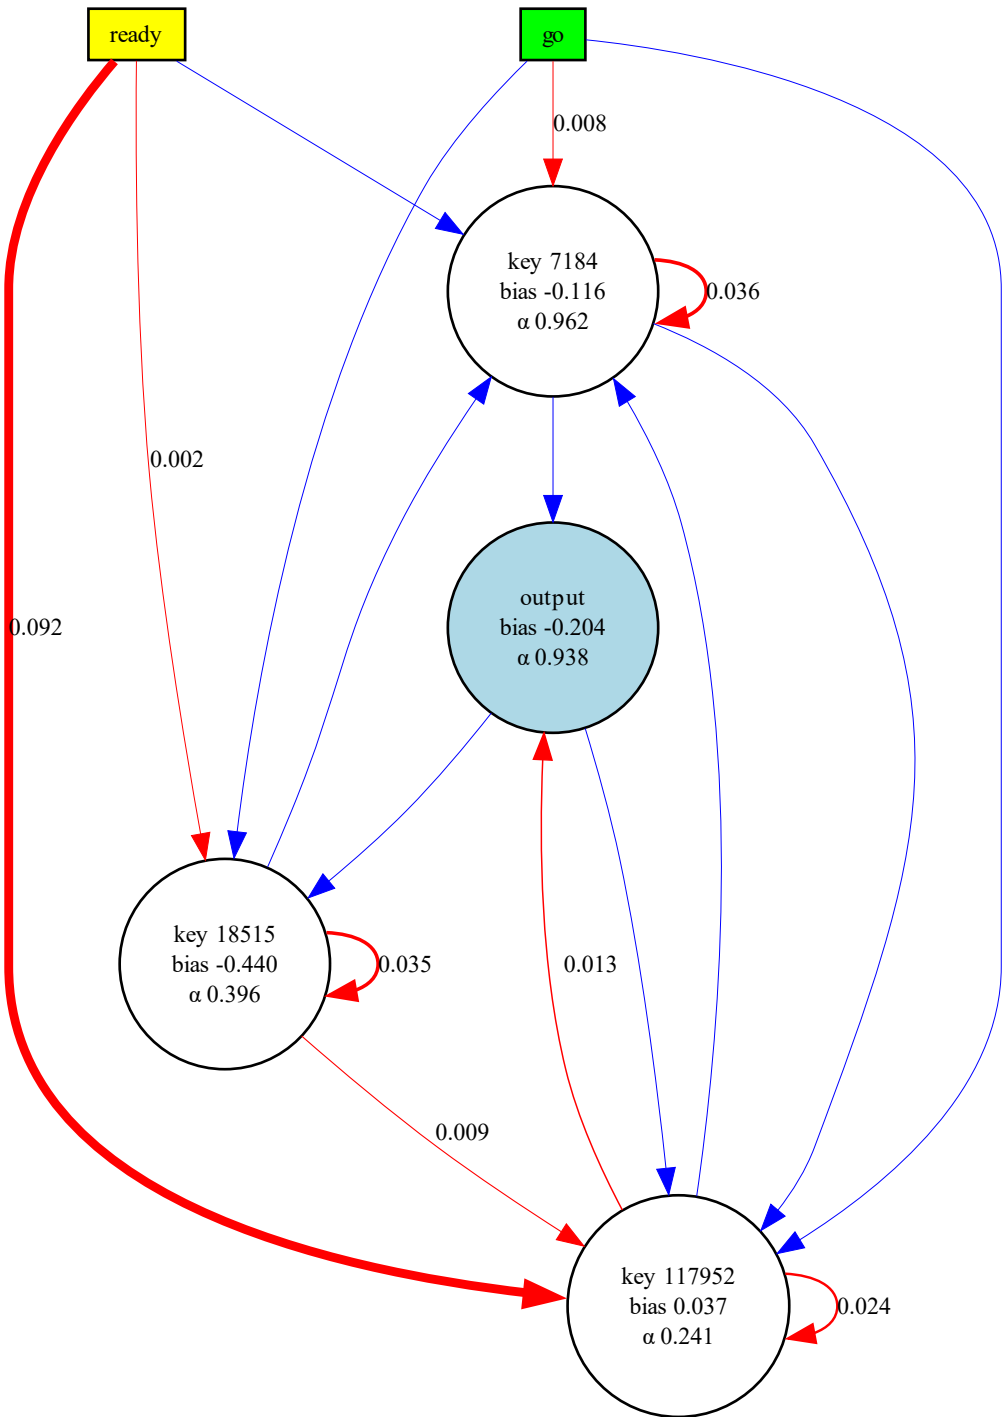 ready
go
0.008
key 7184
bias -0.116
α 0.962
0.036
0.002
output
bias -0.204
α 0.938
0.092
key 18515
bias -0.440
α 0.396
0.035
0.013
0.009
key 117952
bias 0.037
α 0.241
0.024